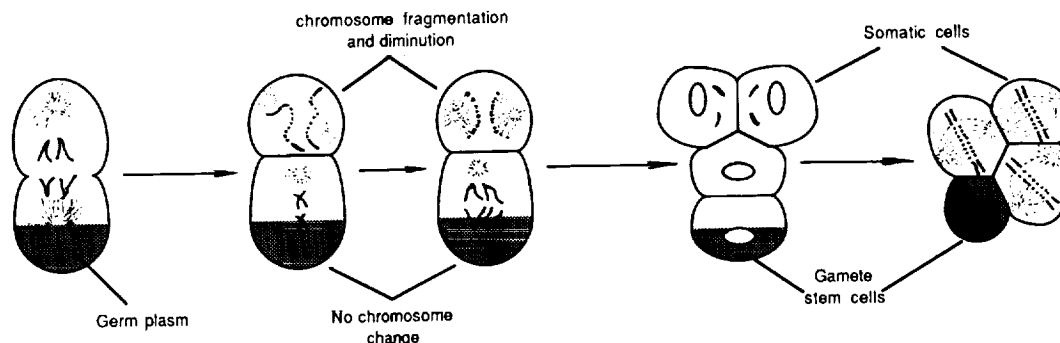 chromosome fragmentation
and diminution
Somatic cells
Germ plasm
No chromosome
change
Gamete
stem cells